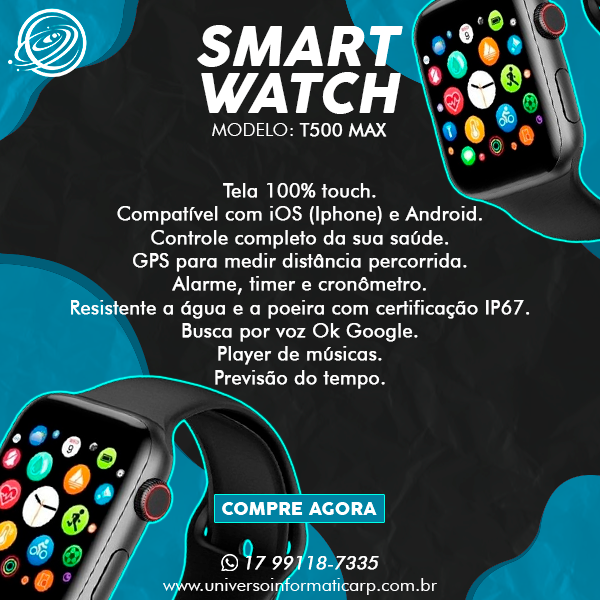 SMART
WATCH
MODELO: T500 MAX
Tela 100% touch.
Compatível com iOS (Iphone) e Android.
Controle completo da sua saúde.
GPS para medir distância percorrida.
Alarme, timer e cronômetro.
Resistente a água e a poeira com certificação IP67.
Busca por voz Ok Google.
Player de músicas.
Previsão do tempo.
COMPRE AGORA
17 99118-7335
www.universoinformaticarp.com.br